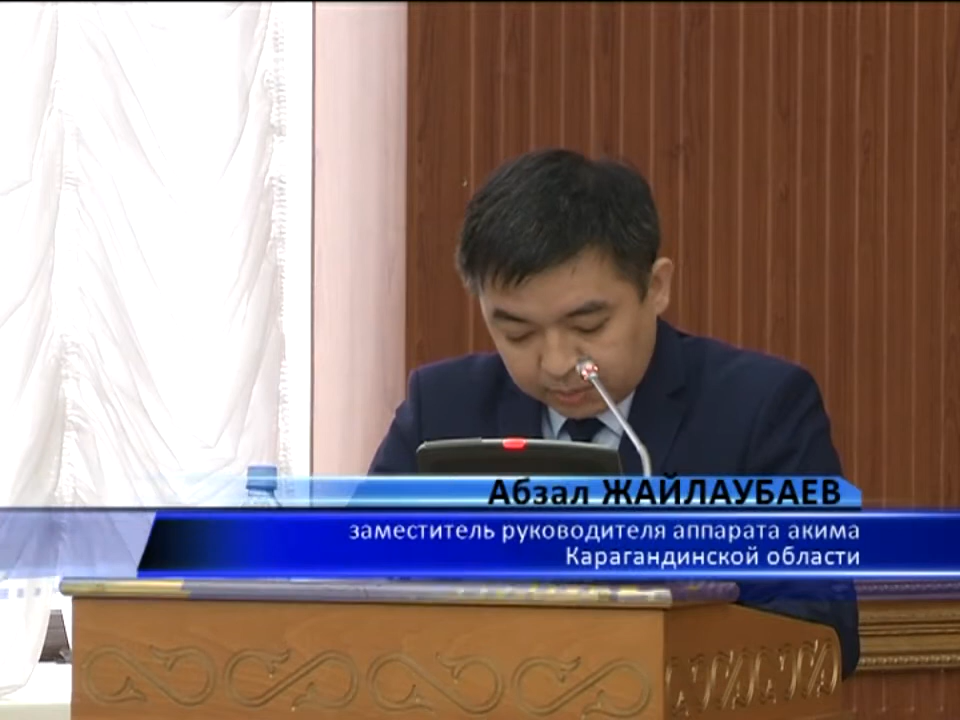 Абзал ЖАЙЛАУБАЕВ
заместитель руководителя аппарата акима
Карагандинской области